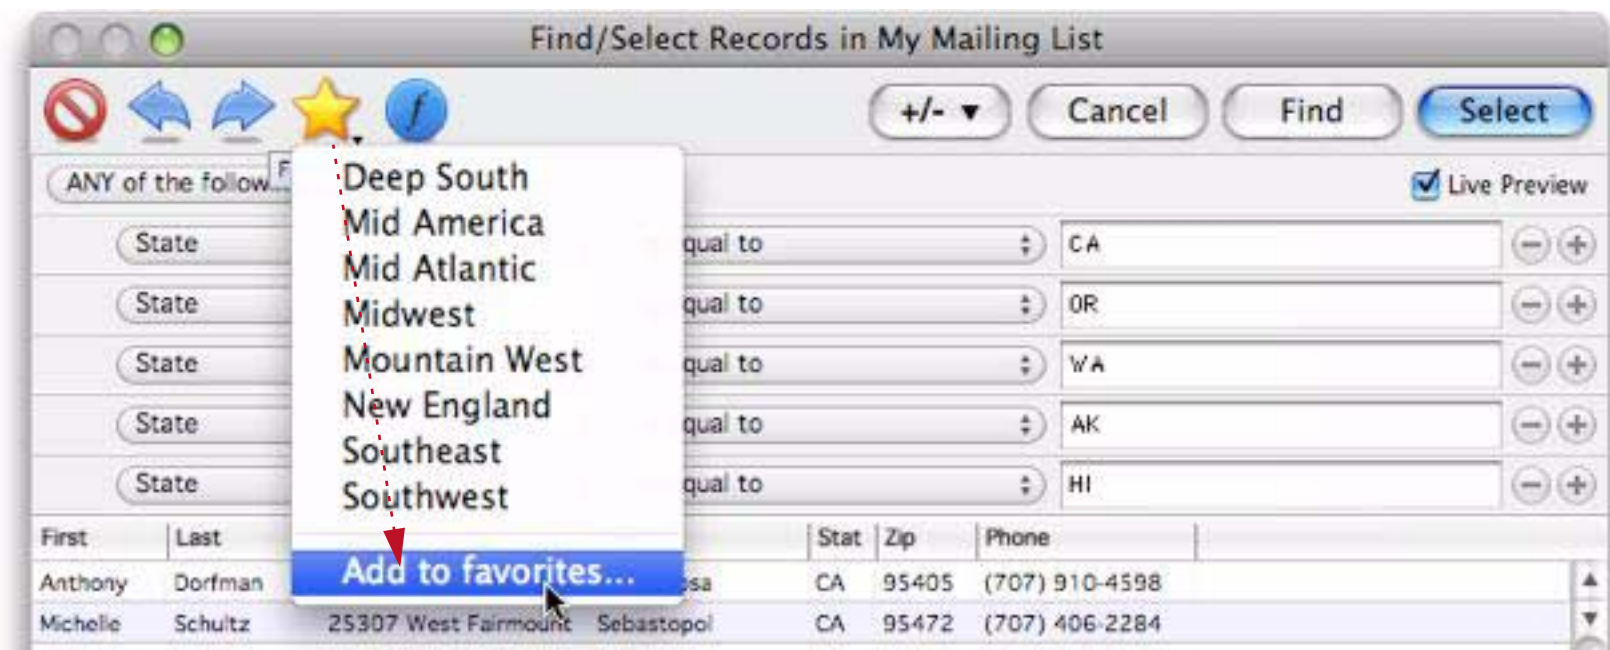 Find/Select Records in My Mailing List
f +/- ▼ Cancel Find Select
ANY of the follow... F Live Preview
Deep South
Mid America
Mid Atlantic
Midwest
Mountain West
New England
Southeast
Southwest
Add to favorites...
State qual to CA
State qual to OR
State qual to WA
State qual to AK
State qual to HI
First Last Stat Zip Phone
Anthony Dorfman sa CA 95405 (707) 910-4598
Michelle Schultz 25307 West Fairmount Sebastopol CA 95472 (707) 406-2284